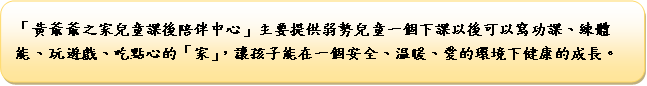 「黃爺爺之家兒童課後陪伴中心」主要提供弱勢兒童一個下課以後可以寫功課、練體
能、玩遊戲、吃點心的「家」，讓孩子能在一個安全、溫暖、愛的環境下健康的成長。